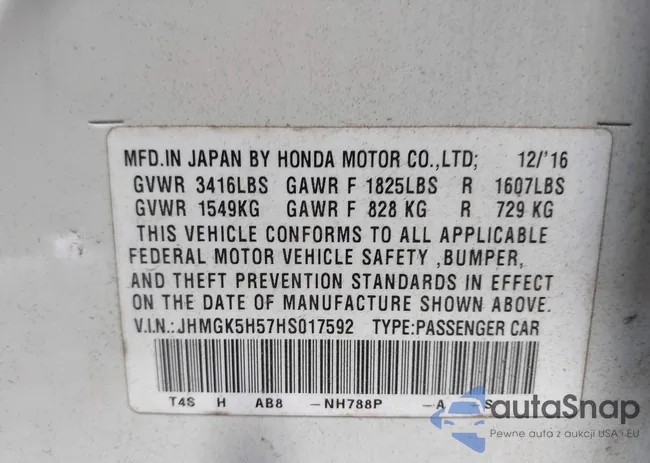 MFD.IN JAPAN BY HONDA MOTOR CO.,LTD; 12/'16
GVWR 3416LBS GAWR F 1825LBS R 1607LBS
GVWR 1549KG GAWR F 828 KG R 729 KG
THIS VEHICLE CONFORMS TO ALL APPLICABLE
FEDERAL MOTOR VEHICLE SAFETY ,BUMPER,
AND THEFT PREVENTION STANDARDS IN EFFECT
ON THE DATE OF MANUFACTURE SHOWN ABOVE.
V.I.N.:JHMGK5H57HS017592 TYPE:PASSENGER CAR
T4S H AB8 -NH788P -A -S
autaSnap
Pewne auta z aukcji USA i EU